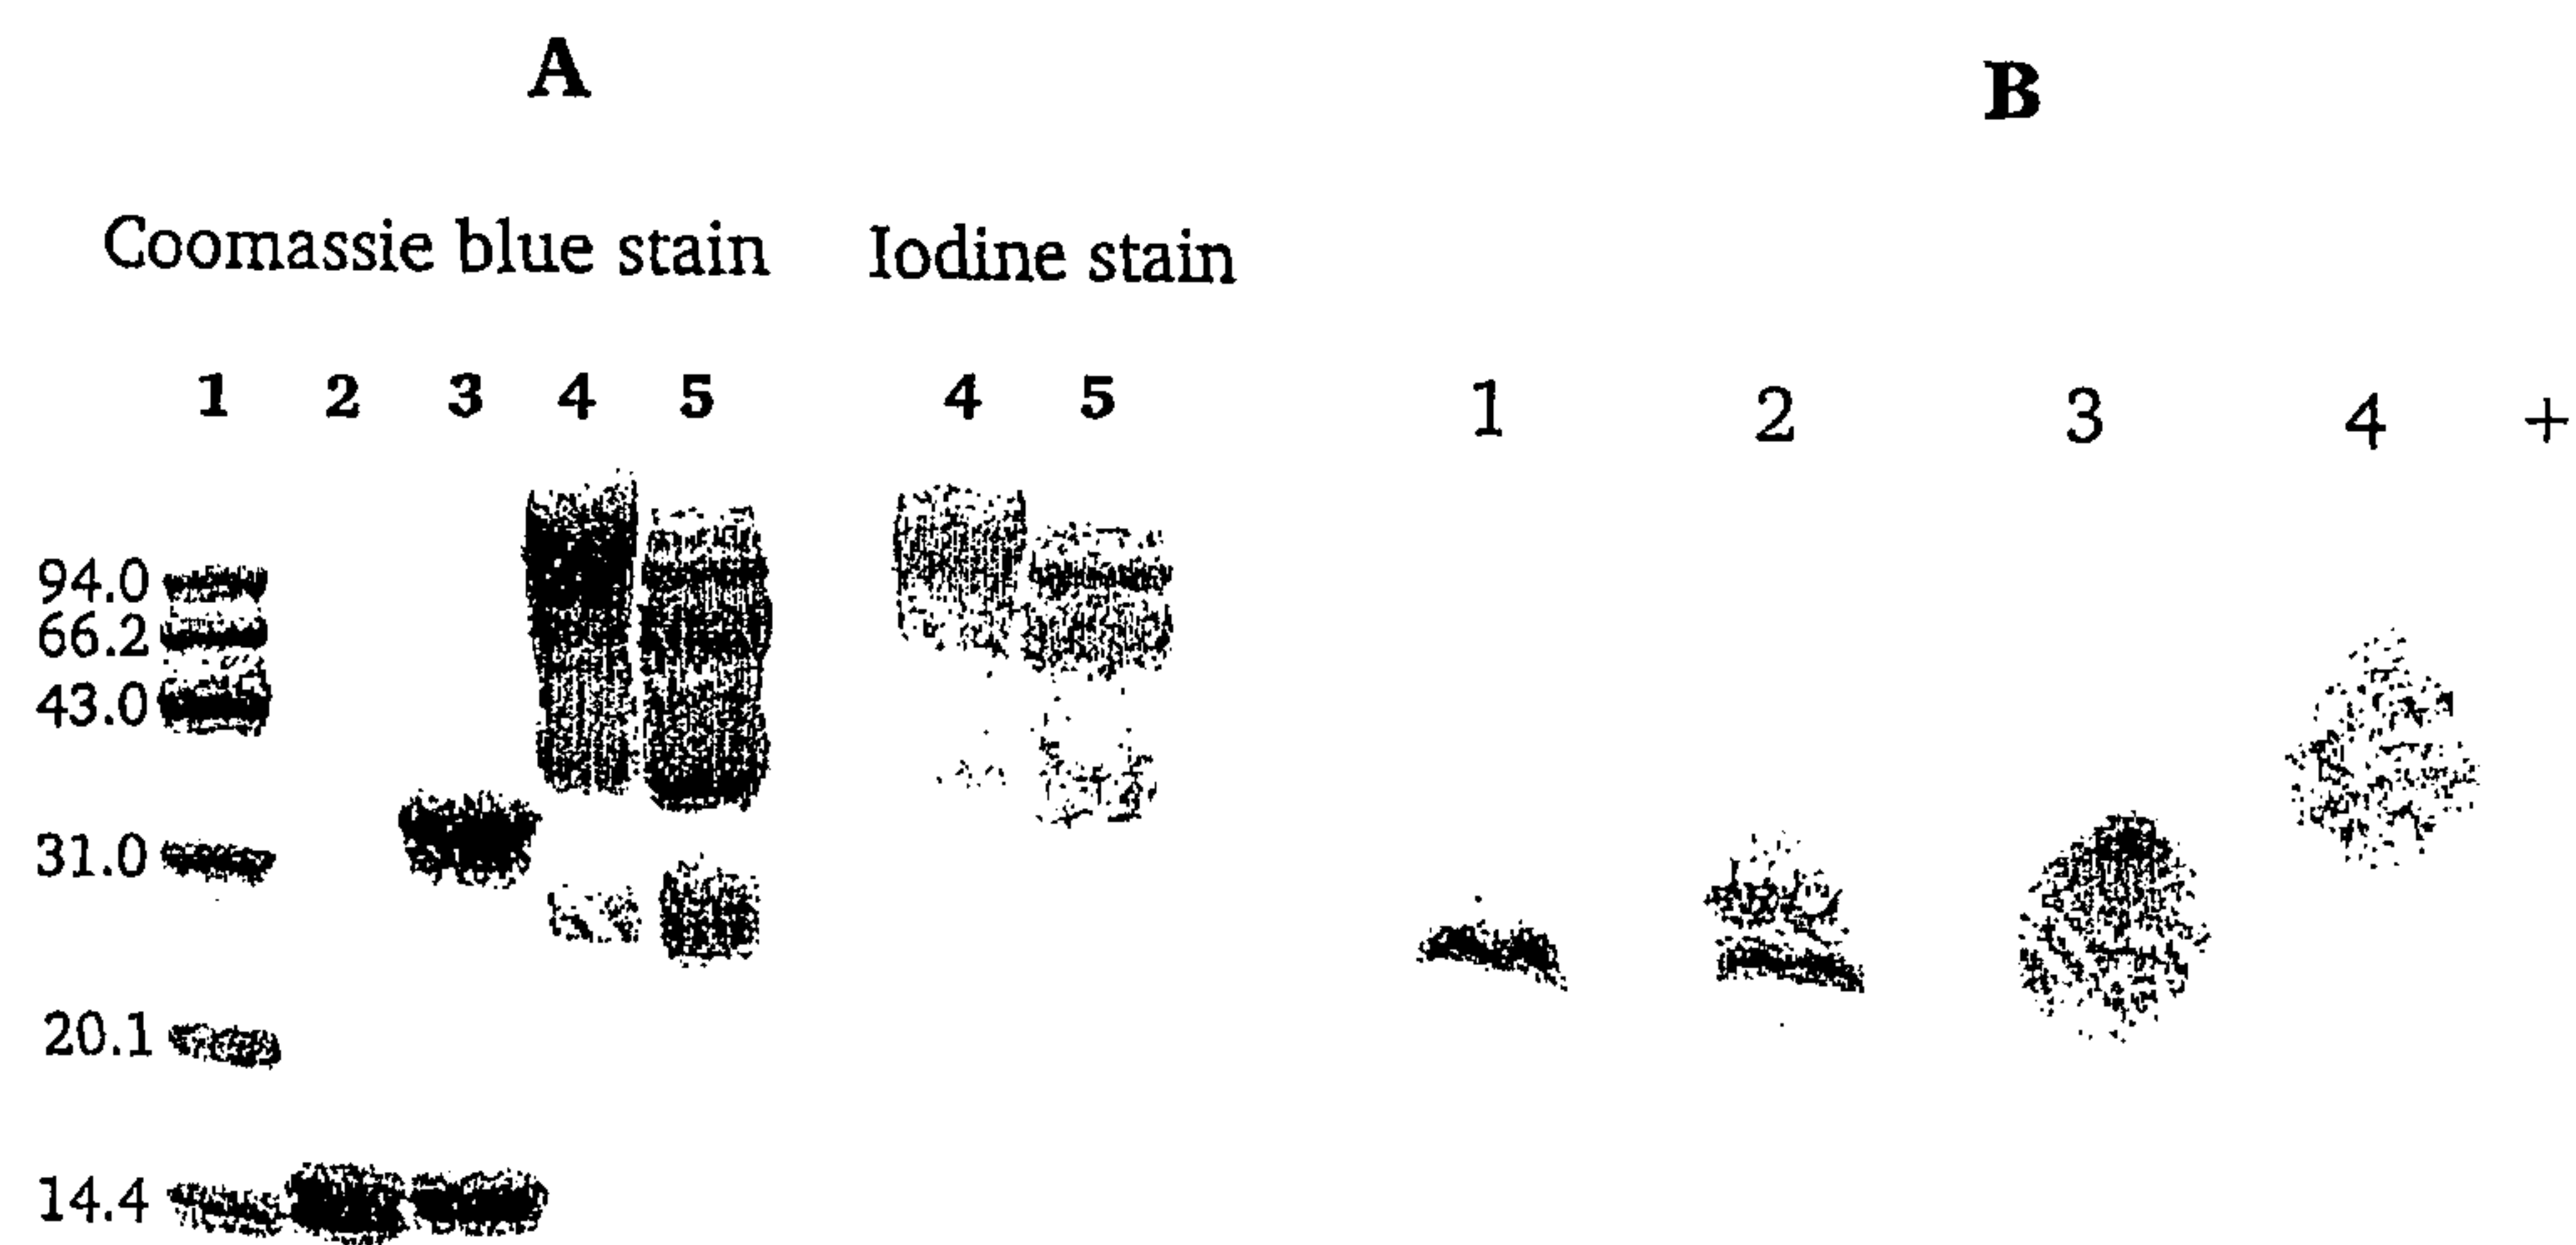 A
B
Coomassie blue stain
Iodine stain
1 2 3 4 5
4 5
1 2 3 4 +
94.0
66.2
43.0
31.0
20.1
14.4